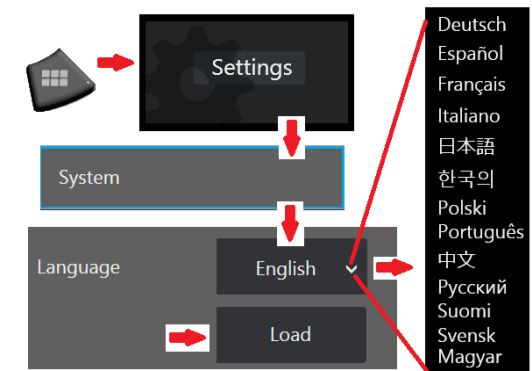 Settings
System
Language
English
Load
Deutsch
Español
Français
Italiano
日本語
한국의
Polski
Português
中文
Русский
Suomi
Svensk
Magyar